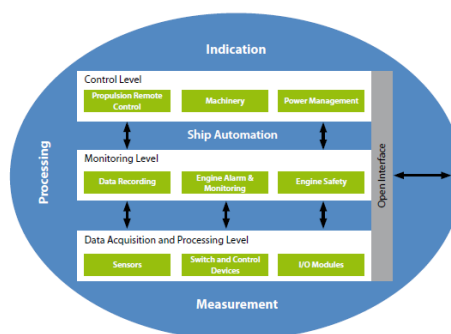 Indication
Control Level
Propulsion Remote
Control
Machinery
Power Management
Ship Automation
Processing
Monitoring Level
Data Recording
Engine Alarm &
Monitoring
Engine Safety
Open Interface
Data Acquisition and Processing Level
Sensors
Switch and Control
Devices
I/O Modules
Measurement